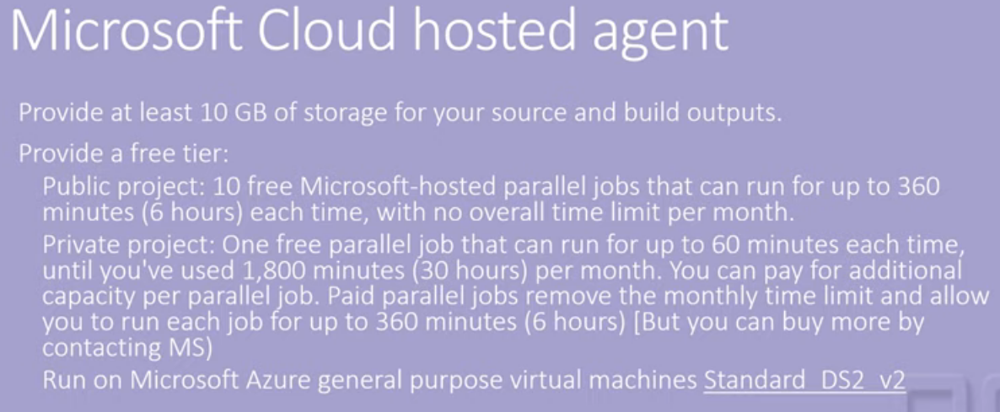 Microsoft Cloud hosted agent
Provide at least 10 GB of storage for your source and build outputs.
Provide a free tier:
Public project: 10 free Microsoft-hosted parallel jobs that can run for up to 360
minutes (6 hours) each time, with no overall time limit per month.
Private project: One free parallel job that can run for up to 60 minutes each time,
until you've used 1,800 minutes (30 hours) per month. You can pay for additional
capacity per parallel job. Paid parallel jobs remove the monthly time limit and allow
you to run each job for up to 360 minutes (6 hours) [But you can buy more by
contacting MS)
Run on Microsoft Azure general purpose virtual machines Standard_DS2_v2